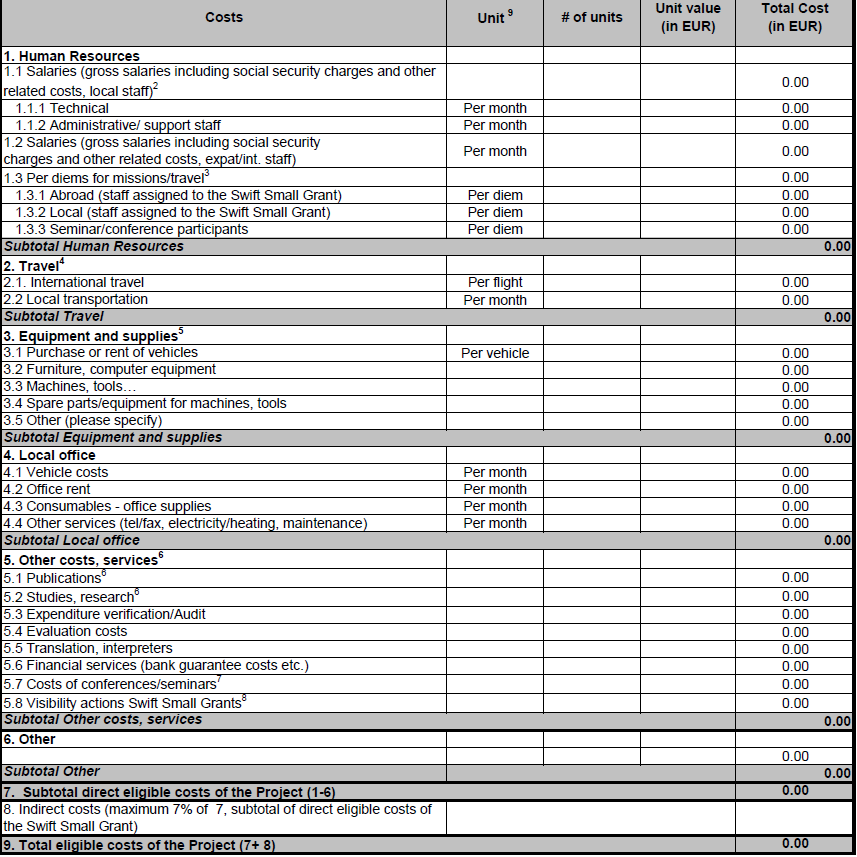 Costs Unit 9 # of units Unit value (in EUR) Total Cost (in EUR)
1. Human Resources
1.1 Salaries (gross salaries including social security charges and other
related costs, local staff)2 0.00
1.1.1 Technical Per month 0.00
1.1.2 Administrative/ support staff Per month 0.00
1.2 Salaries (gross salaries including social security
charges and other related costs, expat/int. staff) Per month 0.00
1.3 Per diems for missions/travel3 0.00
1.3.1 Abroad (staff assigned to the Swift Small Grant) Per diem 0.00
1.3.2 Local (staff assigned to the Swift Small Grant) Per diem 0.00
1.3.3 Seminar/conference participants Per diem 0.00
Subtotal Human Resources 0.00
2. Travel4
2.1. International travel Per flight 0.00
2.2 Local transportation Per month 0.00
Subtotal Travel 0.00
3. Equipment and supplies5
3.1 Purchase or rent of vehicles Per vehicle 0.00
3.2 Furniture, computer equipment 0.00
3.3 Machines, tools… 0.00
3.4 Spare parts/equipment for machines, tools 0.00
3.5 Other (please specify) 0.00
Subtotal Equipment and supplies 0.00
4. Local office
4.1 Vehicle costs Per month 0.00
4.2 Office rent Per month 0.00
4.3 Consumables - office supplies Per month 0.00
4.4 Other services (tel/fax, electricity/heating, maintenance) Per month 0.00
Subtotal Local office 0.00
5. Other costs, services6
5.1 Publications6 0.00
5.2 Studies, research6 0.00
5.3 Expenditure verification/Audit 0.00
5.4 Evaluation costs 0.00
5.5 Translation, interpreters 0.00
5.6 Financial services (bank guarantee costs etc.) 0.00
5.7 Costs of conferences/seminars7 0.00
5.8 Visibility actions Swift Small Grants8 0.00
Subtotal Other costs, services 0.00
6. Other
0.00
Subtotal Other 0.00
7. Subtotal direct eligible costs of the Project (1-6) 0.00
8. Indirect costs (maximum 7% of 7, subtotal of direct eligible costs of
the Swift Small Grant)
9. Total eligible costs of the Project (7+ 8) 0.00